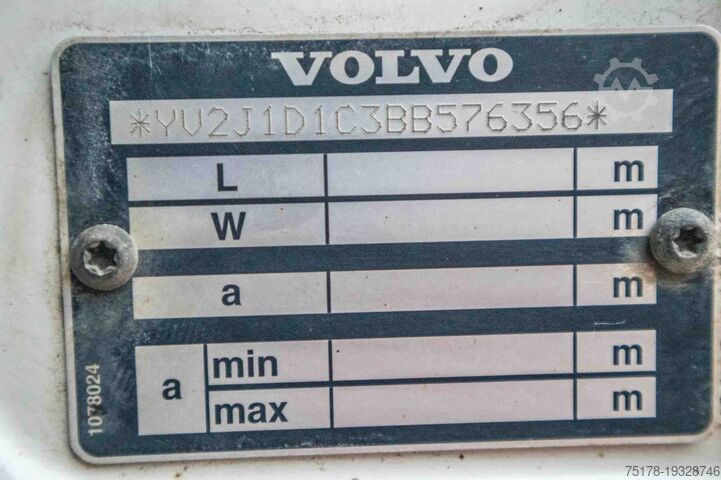 VOLVO
*YV2J1D1C3BB576356*
L m
W m
a m
a min m
max m
1078024
75178-19328746